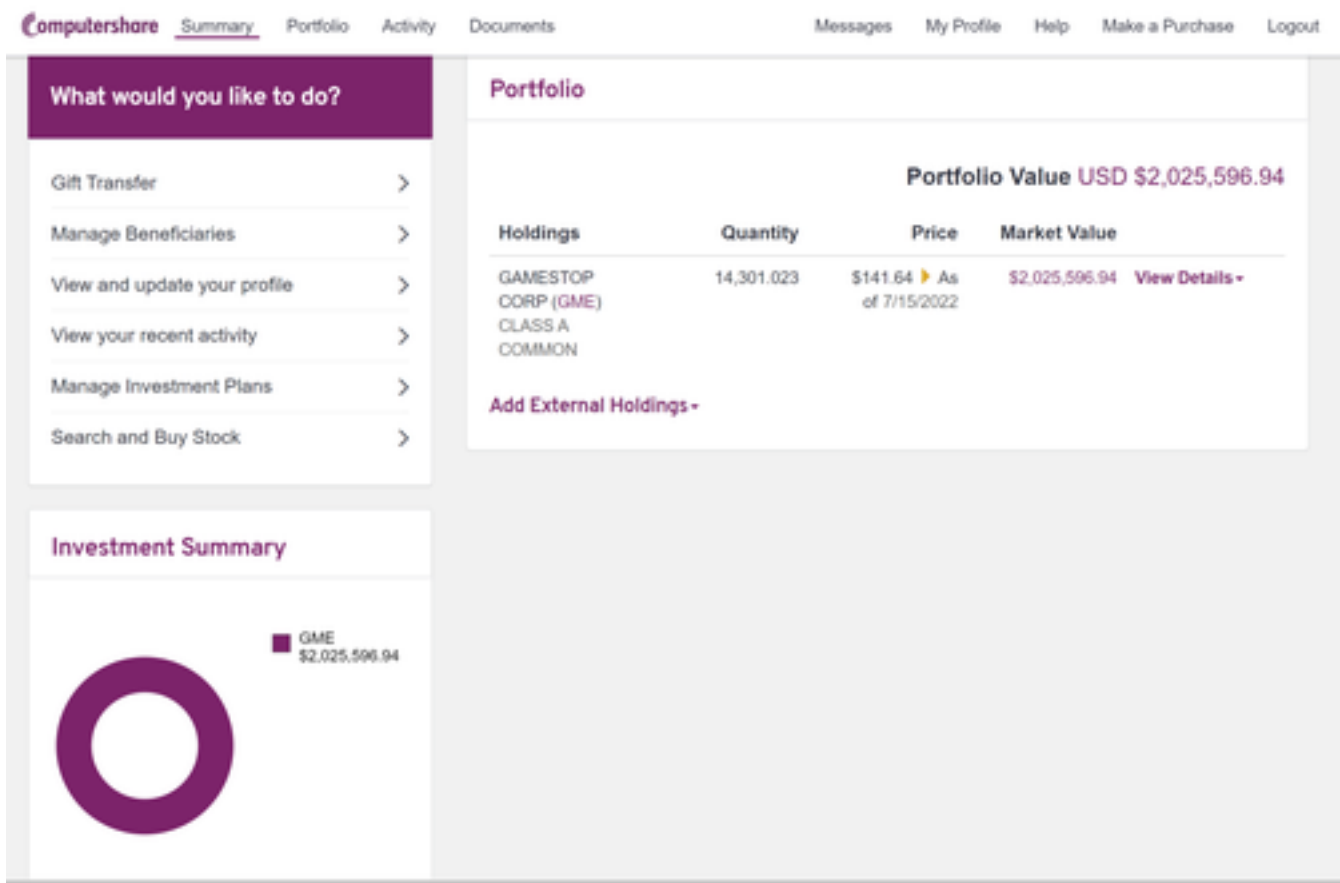 Computershare Summary Portfolio Activity Documents Messages My Profile Help Make a Purchase Logout
What would you like to do?
Gift Transfer
Manage Beneficiaries
View and update your profile
View your recent activity
Manage Investment Plans
Search and Buy Stock
Portfolio
Portfolio Value USD $2,025,596.94
Holdings Quantity Price Market Value
GAMESTOP 14,301.023 $141.64 As $2,025,596.94 View Details
CORP (GME) of 7/15/2022
CLASS A
COMMON
Add External Holdings
Investment Summary
GME
$2,025,596.94